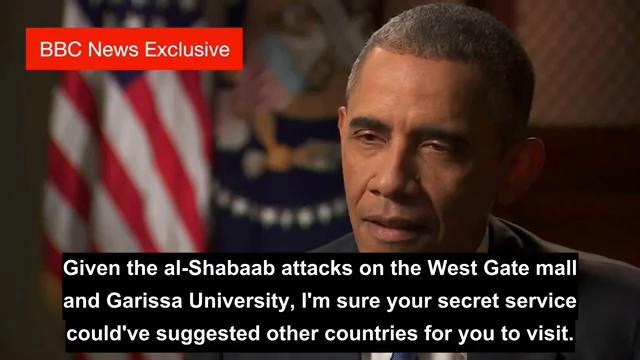 BBC News Exclusive
Given the al-Shabaab attacks on the West Gate mall
and Garissa University, I'm sure your secret service
could've suggested other countries for you to visit.